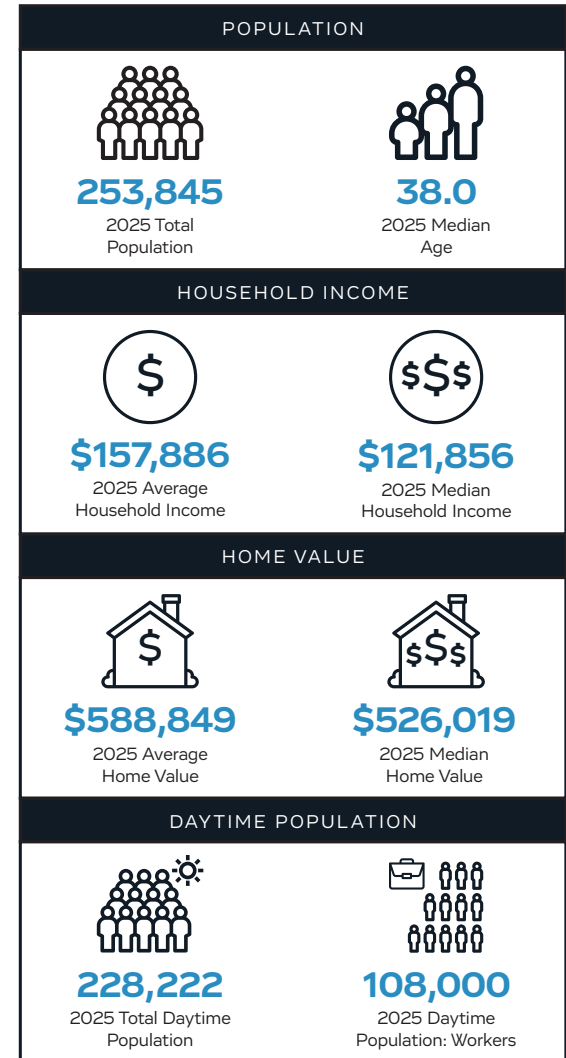 POPULATION
253,845
2025 Total
Population
38.0
2025 Median
Age
HOUSEHOLD INCOME
$
$157,886
2025 Average
Household Income
$$$
$121,856
2025 Median
Household Income
HOME VALUE
$
$588,849
2025 Average
Home Value
$$$
$526,019
2025 Median
Home Value
DAYTIME POPULATION
228,222
2025 Total Daytime
Population
108,000
2025 Daytime
Population: Workers